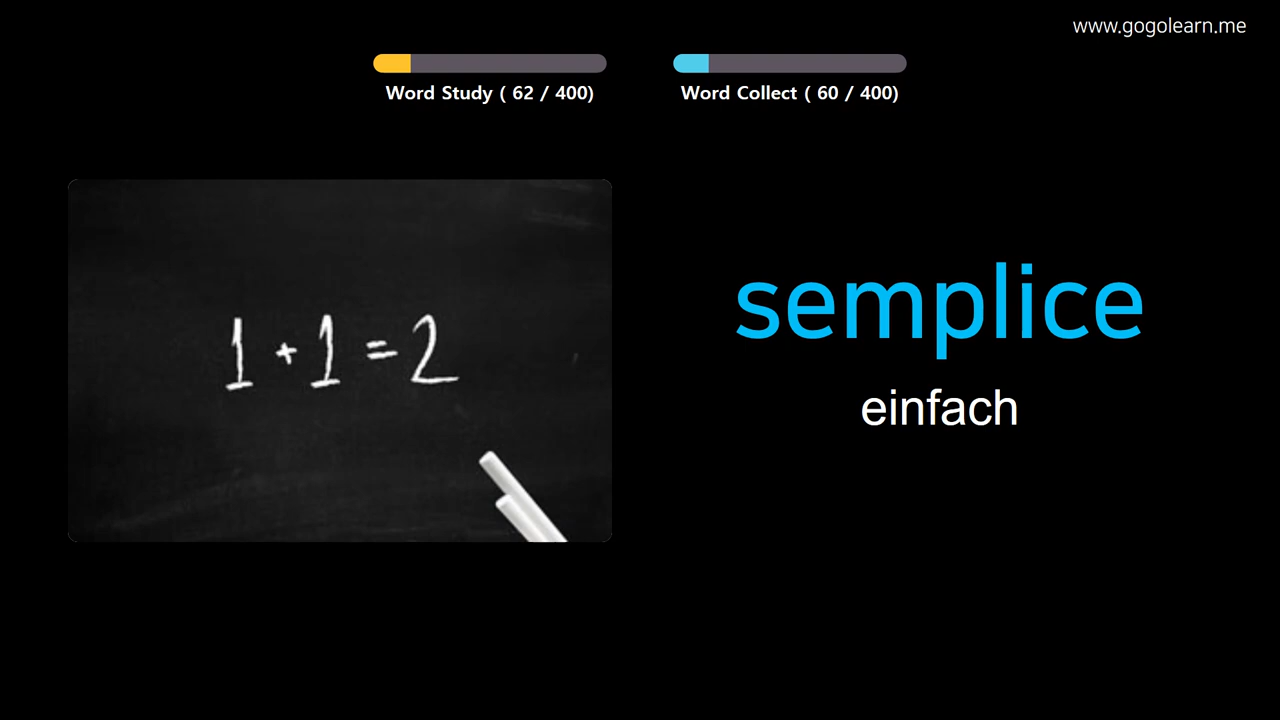 www.gogolearn.me
Word Study ( 62 / 400)
Word Collect ( 60 / 400)
1 + 1 = 2
semplice
einfach